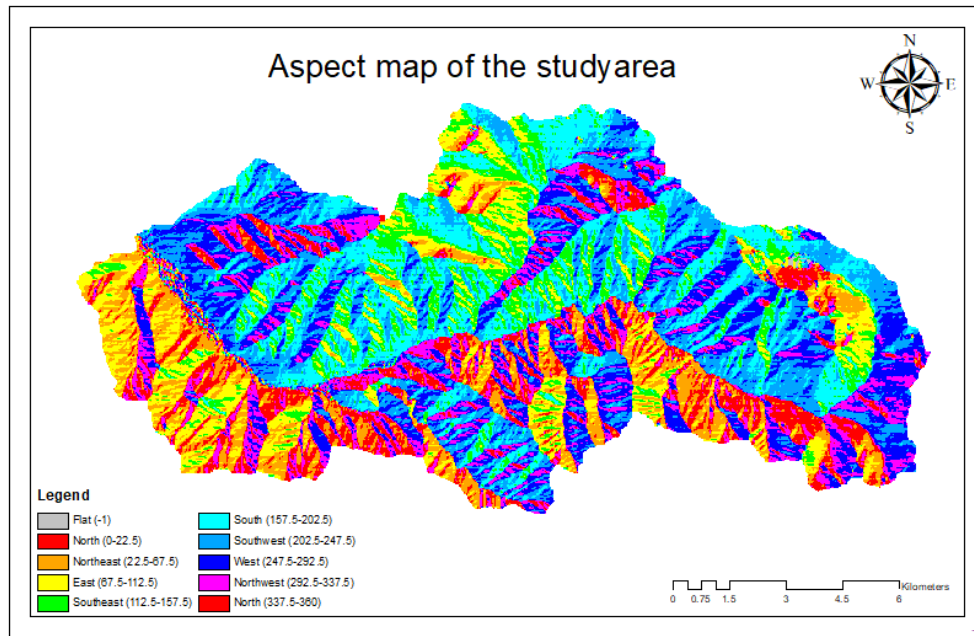 Aspect map of the studyarea
N
W E
S
Legend
Flat (-1)
North (0-22.5)
Northeast (22.5-67.5)
East (67.5-112.5)
Southeast (112.5-157.5)
South (157.5-202.5)
Southwest (202.5-247.5)
West (247.5-292.5)
Northwest (292.5-337.5)
North (337.5-360)
Kilometers
0 0.75 1.5 3 4.5 6